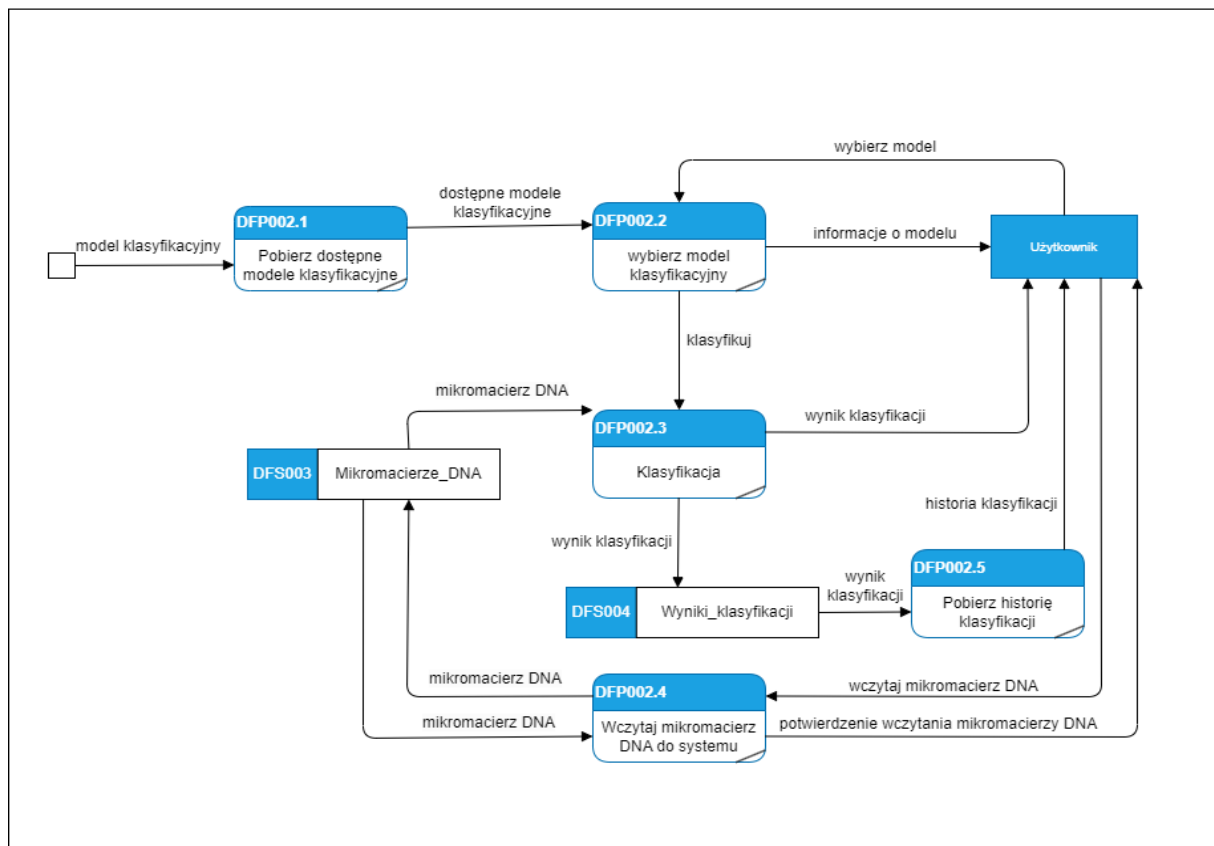 wybierz model
dostępne modele
klasyfikacyjne
DFP002.1
DFP002.2
model klasyfikacyjny
informacje o modelu
Użytkownik
Pobierz dostępne
modele klasyfikacyjne
wybierz model
klasyfikacyjny
klasyfikuj
mikromacierz DNA
DFP002.3
wynik klasyfikacji
DFS003
Mikromacierze_DNA
Klasyfikacja
historia klasyfikacji
wynik klasyfikacji
DFP002.5
wynik
klasyfikacji
DFS004
Wyniki_klasyfikacji
Pobierz historię
klasyfikacji
mikromacierz DNA
DFP002.4
wczytaj mikromacierz DNA
mikromacierz DNA
Wczytaj mikromacierz
DNA do systemu
potwierdzenie wczytania mikromacierzy DNA